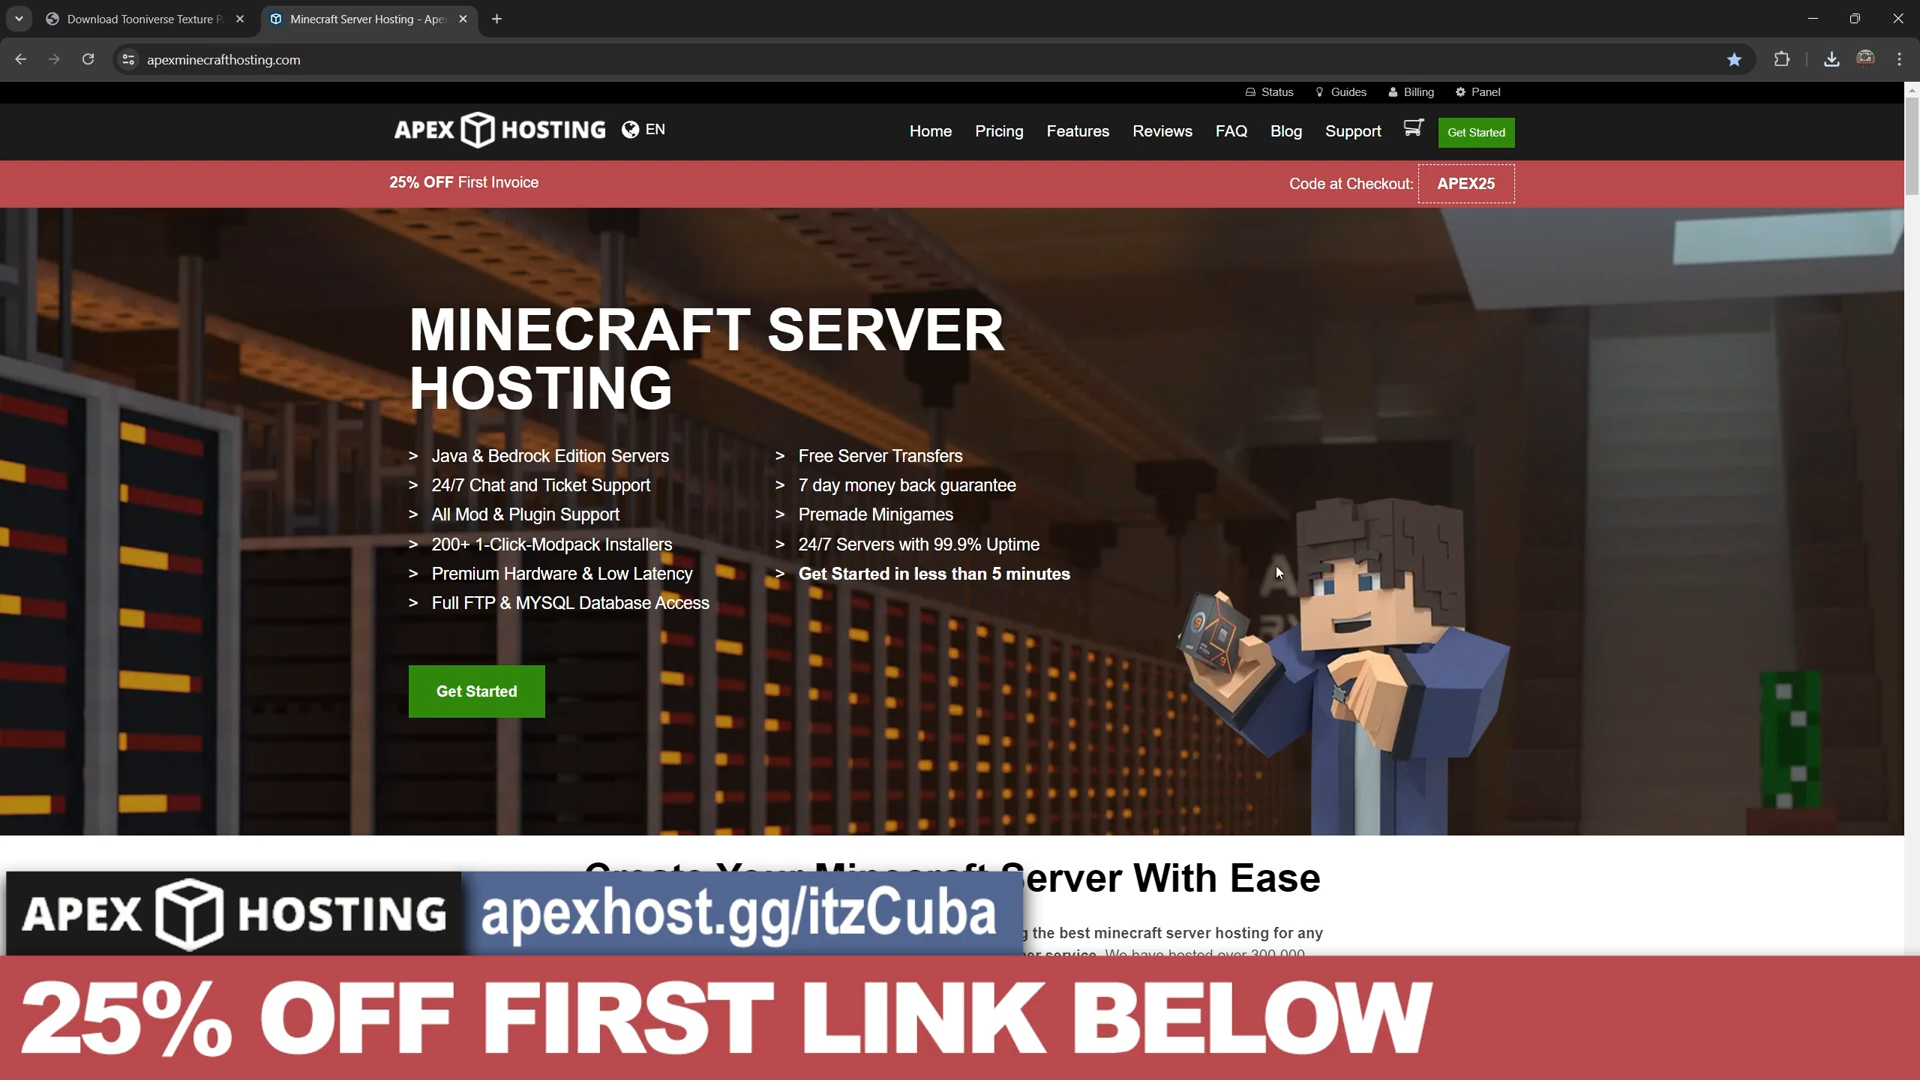 Download Tooniverse Texture P
Minecraft Server Hosting - Ape
apexminecrafthosting.com
Status
Guides
Billing
Panel
APEX HOSTING
EN
Home
Pricing
Features
Reviews
FAQ
Blog
Support
Get Started
25% OFF First Invoice
Code at Checkout:
APEX25
MINECRAFT SERVER
HOSTING
> Java & Bedrock Edition Servers
> 24/7 Chat and Ticket Support
> All Mod & Plugin Support
> 200+ 1-Click-Modpack Installers
> Premium Hardware & Low Latency
> Full FTP & MYSQL Database Access
> Free Server Transfers
> 7 day money back guarantee
> Premade Minigames
> 24/7 Servers with 99.9% Uptime
> Get Started in less than 5 minutes
Get Started
Create Your Minecraft Server With Ease
the best minecraft server hosting for any
service. We have hosted over 300,000
APEX HOSTING
apexhost.gg/itzCuba
25% OFF FIRST LINK BELOW